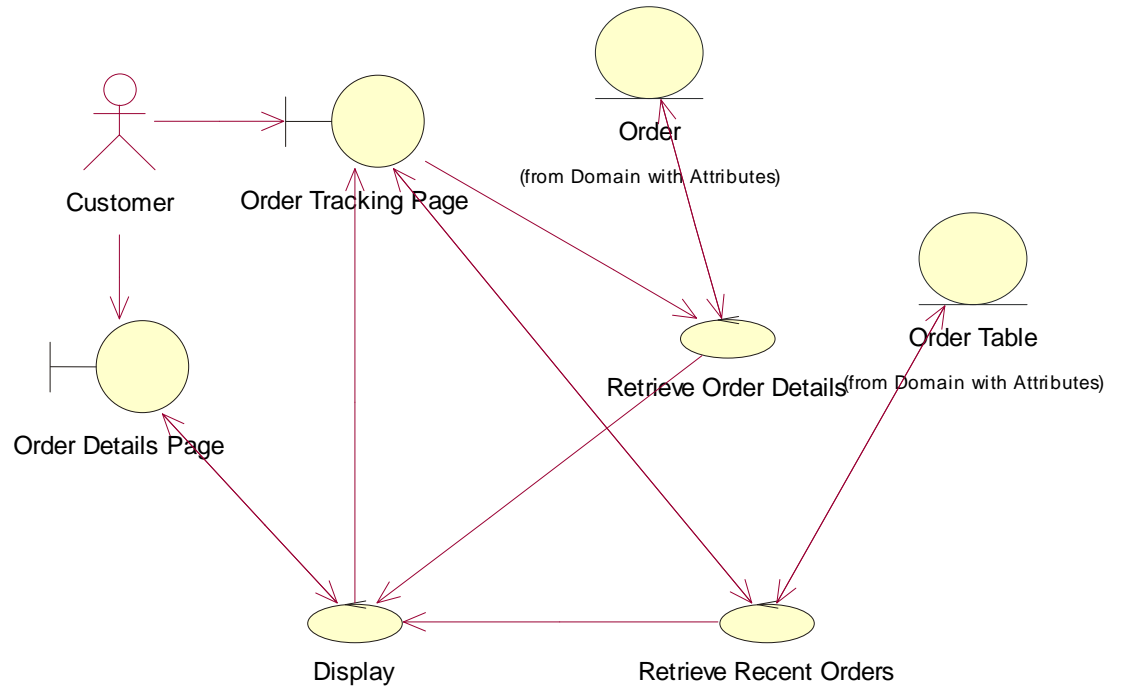 Order
(from Domain with Attributes)
Customer
Order Tracking Page
Order Table
(from Domain with Attributes)
Retrieve Order Details
Order Details Page
Display
Retrieve Recent Orders